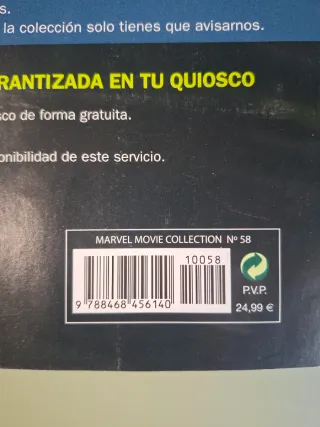 s.
la colección solo tienes que avisarnos.
RANTIZADA EN TU QUIOSCO
sco de forma gratuita.
onibilidad de este servicio.
MARVEL MOVIE COLLECTION Nº 58
10058
9 788468 456140
P.V.P.
24,99 €